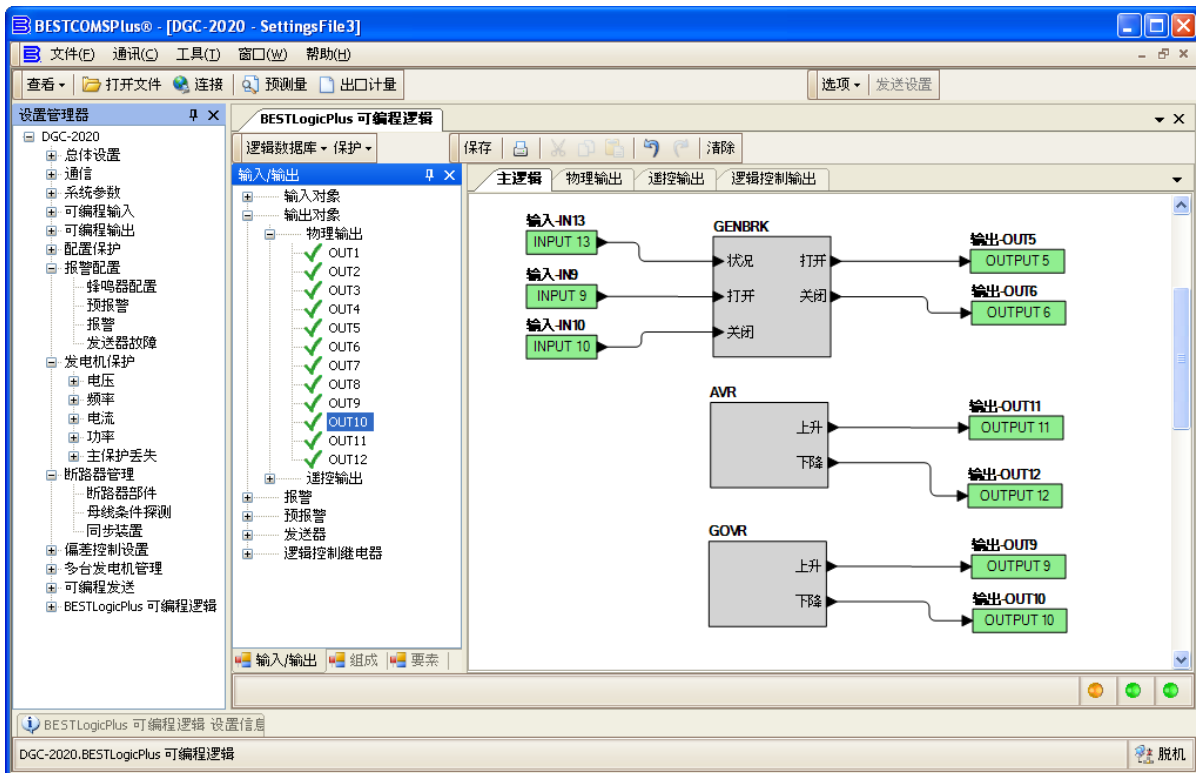 BESTCOMSPlus® - [DGC-2020 - SettingsFile3]
文件(F) 通讯(C) 工具(T) 窗口(W) 帮助(H)
查看 打开文件 连接 预测量 出口计量 选项 发送设置
设置管理器
DGC-2020
总体设置
通信
系统参数
可编程输入
可编程输出
配置保护
报警配置
蜂鸣器配置
预报警
报警
发送器故障
发电机保护
电压
频率
电流
功率
主保护丢失
断路器管理
断路器部件
母线条件探测
同步装置
偏差控制设置
多台发电机管理
可编程发送
BESTLogicPlus 可编程逻辑
BESTLogicPlus 可编程逻辑
逻辑数据库 保护 保存 清除
输入/输出
输入对象
输出对象
物理输出
OUT1
OUT2
OUT3
OUT4
OUT5
OUT6
OUT7
OUT8
OUT9
OUT10
OUT11
OUT12
遥控输出
报警
预报警
发送器
逻辑控制继电器
输入/输出 组成 要素
主逻辑 物理输出 遥控输出 逻辑控制输出
输入-IN13
INPUT 13
输入-IN9
INPUT 9
输入-IN10
INPUT 10
GENBRK
状况 打开
打开 关闭
关闭
输出-OUT5
OUTPUT 5
输出-OUT6
OUTPUT 6
AVR
上升
下降
输出-OUT11
OUTPUT 11
输出-OUT12
OUTPUT 12
GOVR
上升
下降
输出-OUT9
OUTPUT 9
输出-OUT10
OUTPUT 10
BESTLogicPlus 可编程逻辑 设置信息
DGC-2020.BESTLogicPlus 可编程逻辑 脱机